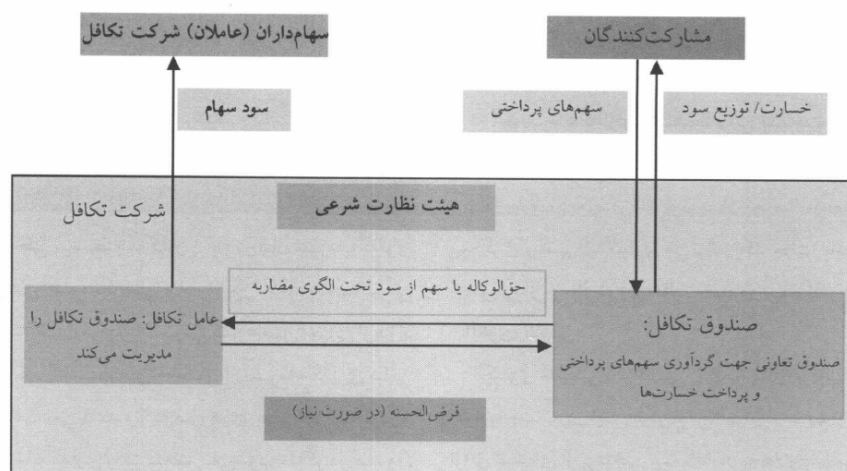 مشارکت‌کنندگان
سهام‌داران (عاملان) شرکت تکافل
خسارت/ توزیع سود
سهم‌های پرداختی
سود سهام
هیئت نظارت شرعی
شرکت تکافل
حق‌الوکاله یا سهم از سود تحت الگوی مضاربه
صندوق تکافل:
صندوق تعاونی جهت گردآوری سهم‌های پرداختی
و پرداخت خسارت‌ها
عامل تکافل: صندوق تکافل را
مدیریت می‌کند
قرض‌الحسنه (در صورت نیاز)